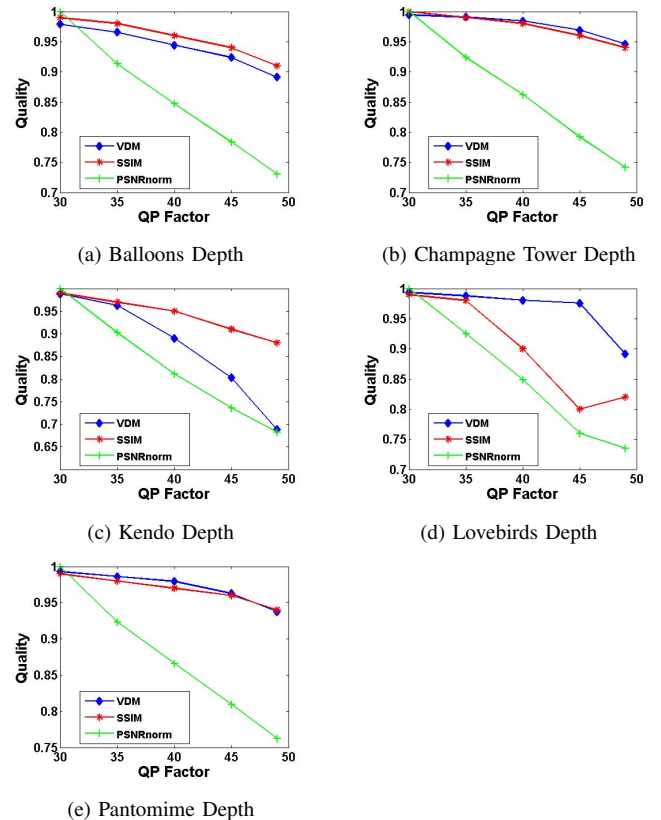 1
0.95
0.9
0.85
0.8
0.75
0.7
30 35 40 45 50
Quality
QP Factor
VDM
SSIM
PSNRnorm
(a) Balloons Depth
1
0.95
0.9
0.85
0.8
0.75
0.7
30 35 40 45 50
Quality
QP Factor
VDM
SSIM
PSNRnorm
(b) Champagne Tower Depth
0.95
0.9
0.85
0.8
0.75
0.7
0.65
30 35 40 45 50
Quality
QP Factor
VDM
SSIM
PSNRnorm
(c) Kendo Depth
1
0.95
0.9
0.85
0.8
0.75
0.7
30 35 40 45 50
Quality
QP Factor
VDM
SSIM
PSNRnorm
(d) Lovebirds Depth
1
0.95
0.9
0.85
0.8
0.75
30 35 40 45 50
Quality
QP Factor
VDM
SSIM
PSNRnorm
(e) Pantomime Depth